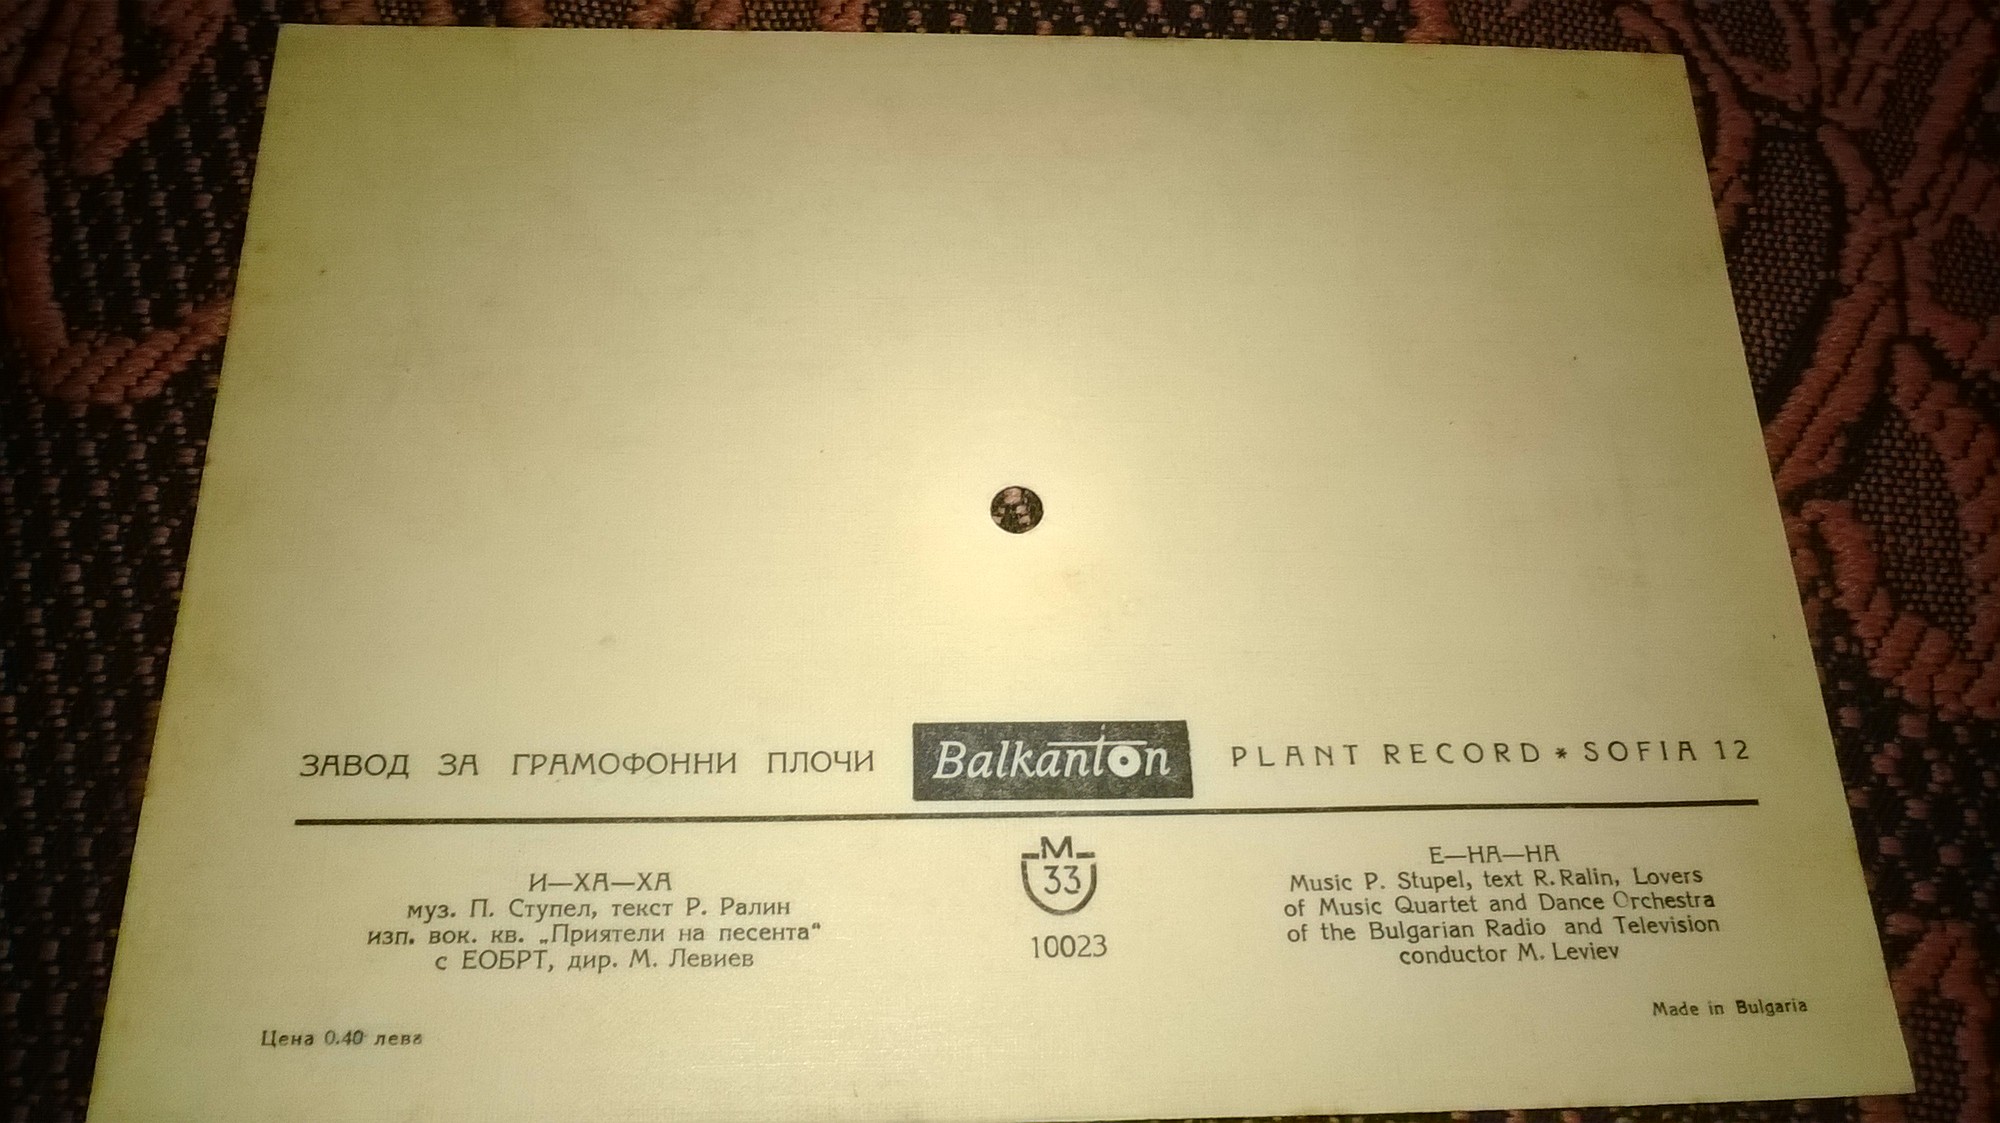 ЗАВОД ЗА ГРАМОФОННИ ПЛОЧИ Balkanton PLANT RECORD * SOFIA 12
И—ХА—ХА
муз. П. Ступел, текст Р. Ралин
изп. вок. кв. „Приятели на песента“
с ЕОБРТ, дир. М. Левиев
Цена 0.40 лева
М
33
10023
E—HA—HA
Music P. Stupel, text R. Ralin, Lovers
of Music Quartet and Dance Orchestra
of the Bulgarian Radio and Television
conductor M. Leviev
Made in Bulgaria